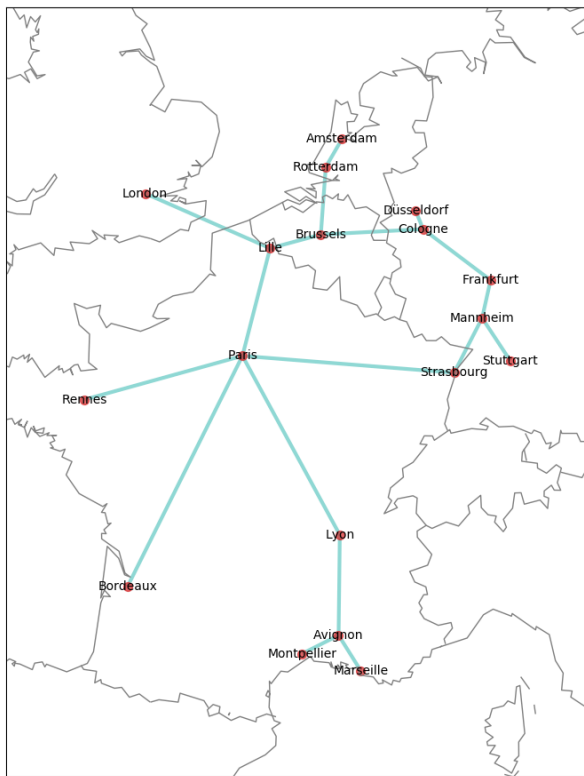 Amsterdam
Rotterdam
London
Düsseldorf
Cologne
Brussels
Lille
Frankfurt
Mannheim
Paris
Stuttgart
Strasbourg
Rennes
Lyon
Bordeaux
Avignon
Montpellier
Marseille